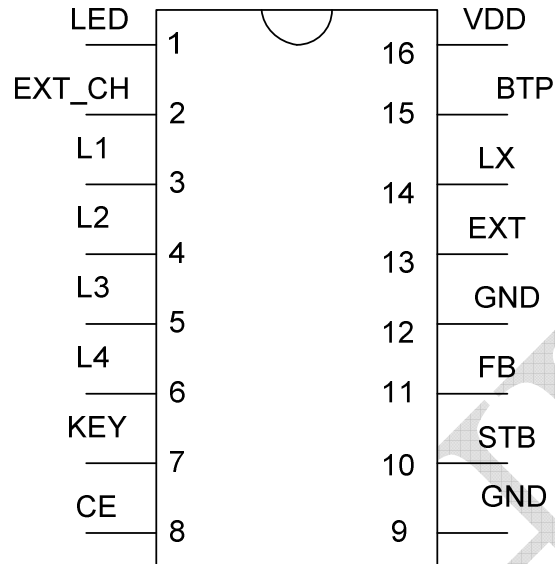 LED 1 16 VDD
EXT_CH 2 15 BTP
L1 3 14 LX
L2 4 13 EXT
L3 5 12 GND
L4 6 11 FB
KEY 7 10 STB
CE 8 9 GND